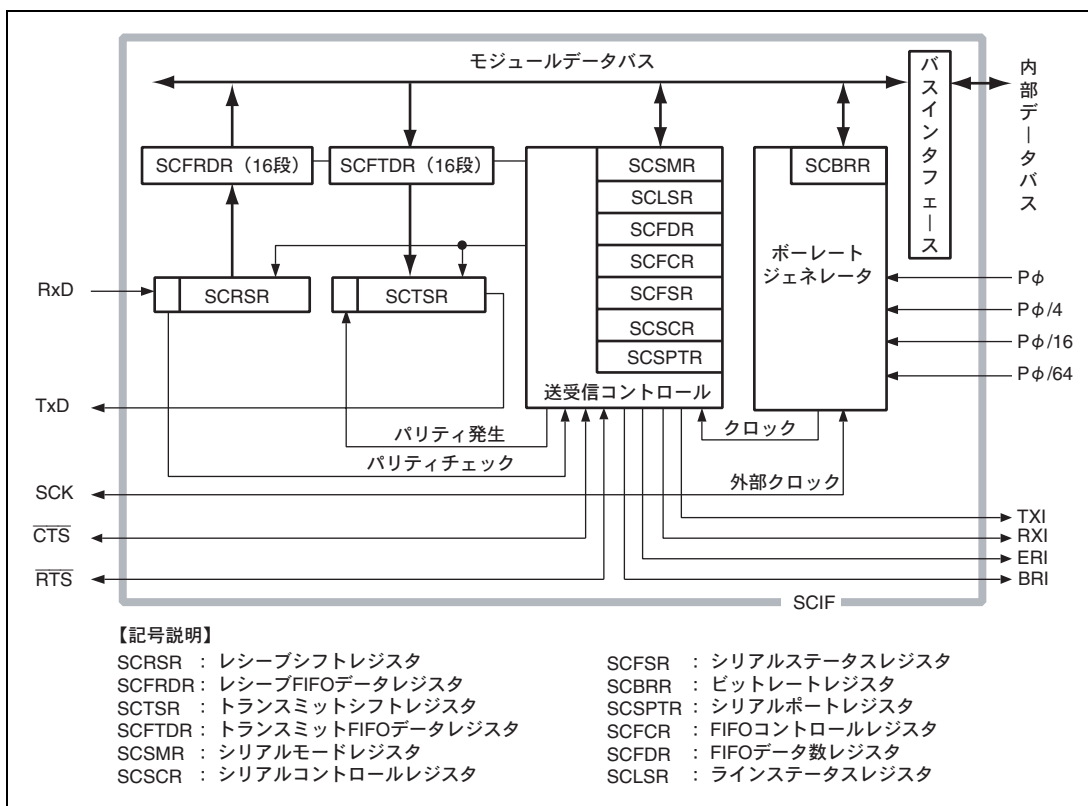 モジュールデータバス
バスインタフェース
内部データバス
SCFRDR（16段）
SCFTDR（16段）
SCSMR
SCLSR
SCFDR
SCFCR
SCFSR
SCSCR
SCSPTR
送受信コントロール
SCBRR
ボーレート
ジェネレータ
RxD
SCRSR
SCTSR
Pφ
Pφ/4
Pφ/16
Pφ/64
TxD
パリティ発生
パリティチェック
クロック
外部クロック
SCK
CTS
RTS
TXI
RXI
ERI
BRI
SCIF
【記号説明】
SCRSR ： レシーブシフトレジスタ
SCFRDR： レシーブFIFOデータレジスタ
SCTSR ： トランスミットシフトレジスタ
SCFTDR： トランスミットFIFOデータレジスタ
SCSMR ： シリアルモードレジスタ
SCSCR ： シリアルコントロールレジスタ
SCFSR ： シリアルステータスレジスタ
SCBRR ： ビットレートレジスタ
SCSPTR： シリアルポートレジスタ
SCFCR ： FIFOコントロールレジスタ
SCFDR ： FIFOデータ数レジスタ
SCLSR ： ラインステータスレジスタ